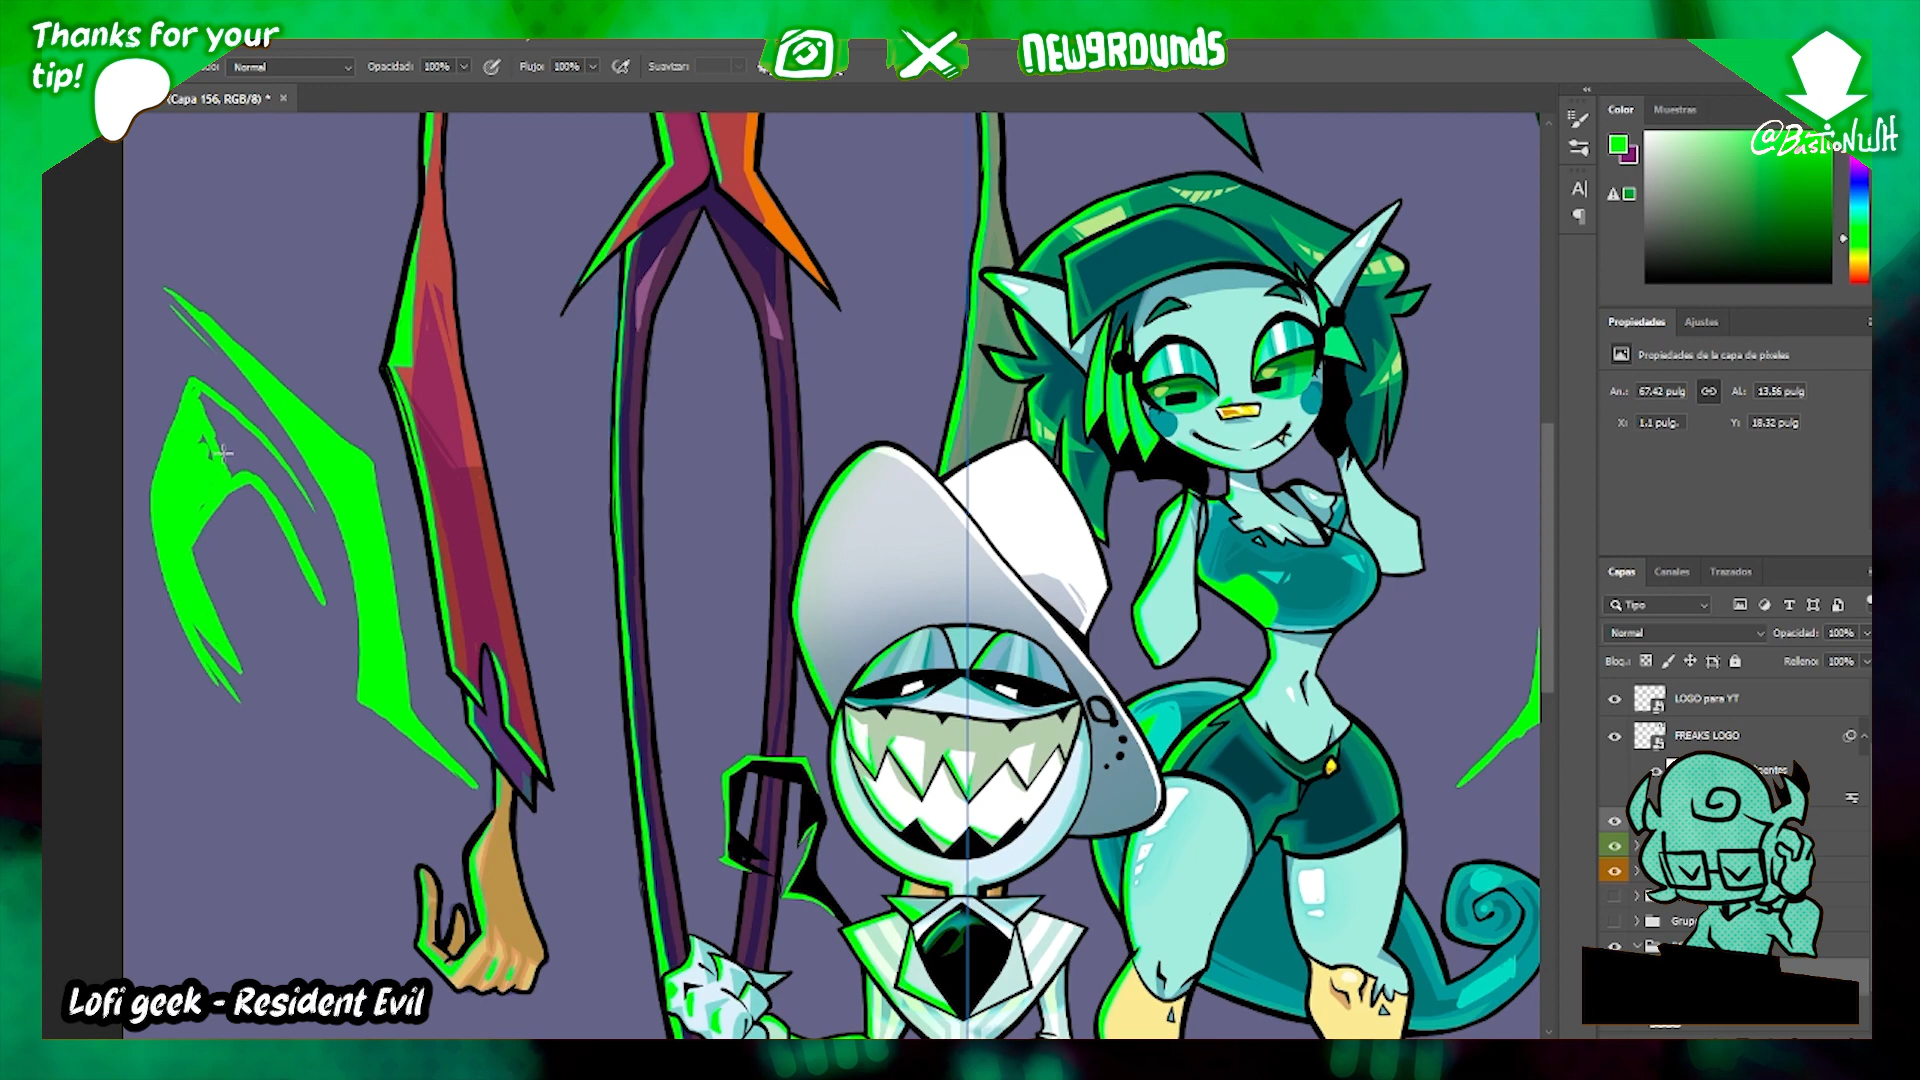 Thanks for your
tip!
NEWGROUNDS
@BastioNWH
Normal
Opacidad: 100%
Flujo: 100%
Suavizar:
(Capa 156, RGB/8) * ×
Color
Muestras
A|
Propiedades
Ajustes
Propiedades de la capa de píxeles
An.: 67.42 pulg
Al.: 13.56 pulg
X: 1.1 pulg.
Y: 18.32 pulg
Capas
Canales
Trazados
Tipo
T
Normal
Opacidad: 100%
Bloq.:
Relleno: 100%
LOGO para YT
FREAKS LOGO
Grup
Lofi geek - Resident Evil